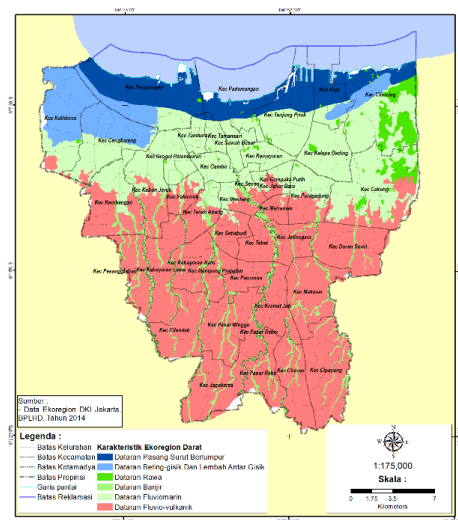 Kec Penjaringan
Kec Pademangan
Kec Koja
Kec Cilincing
Kec Kalideres
Kec Tanjung Priok
Kec Cengkareng
Kec Tambora
Kec Tamansari
Kec Sawah Besar
Kec Grogol Petamburan
Kec Kemayoran
Kec Kelapa Gading
Kec Gambir
Kec Senen
Kec Cempaka Putih
Kec Johar Baru
Kec Cakung
Kec Kebon Jeruk
Kec Palmerah
Kec Menteng
Kec Pulogadung
Kec Kembangan
Kec Tanah Abang
Kec Matraman
Kec Setiabudi
Kec Jatinegara
Kec Tebet
Kec Duren Sawit
Kec Kebayoran Baru
Kec Pesanggrahan
Kec Kebayoran Lama
Kec Mampang Prapatan
Kec Pancoran
Kec Makasar
Kec Kramat Jati
Kec Cilandak
Kec Pasar Minggu
Kec Pasar Rebo
Kec Jagakarsa
Kec Pasar Rebo
Kec Ciracas
Kec Cipayung
Sumber :
- Data Ekoregion DKI Jakarta,
BPLHD, Tahun 2014
Legenda :
Batas Kelurahan
Batas Kecamatan
Batas Kotamadya
Batas Propinsi
Garis pantai
Batas Reklamasi
Karakteristik Ekoregion Darat
Dataran Pasang Surut Berlumpur
Dataran Beting-gisik Dan Lembah Antar Gisik
Dataran Rawa
Dataran Banjir
Dataran Fluviomarin
Dataran Fluvio-vulkanik
N
W
E
S
1:175,000
Skala :
0 1.75 3.5 7
Kilometers